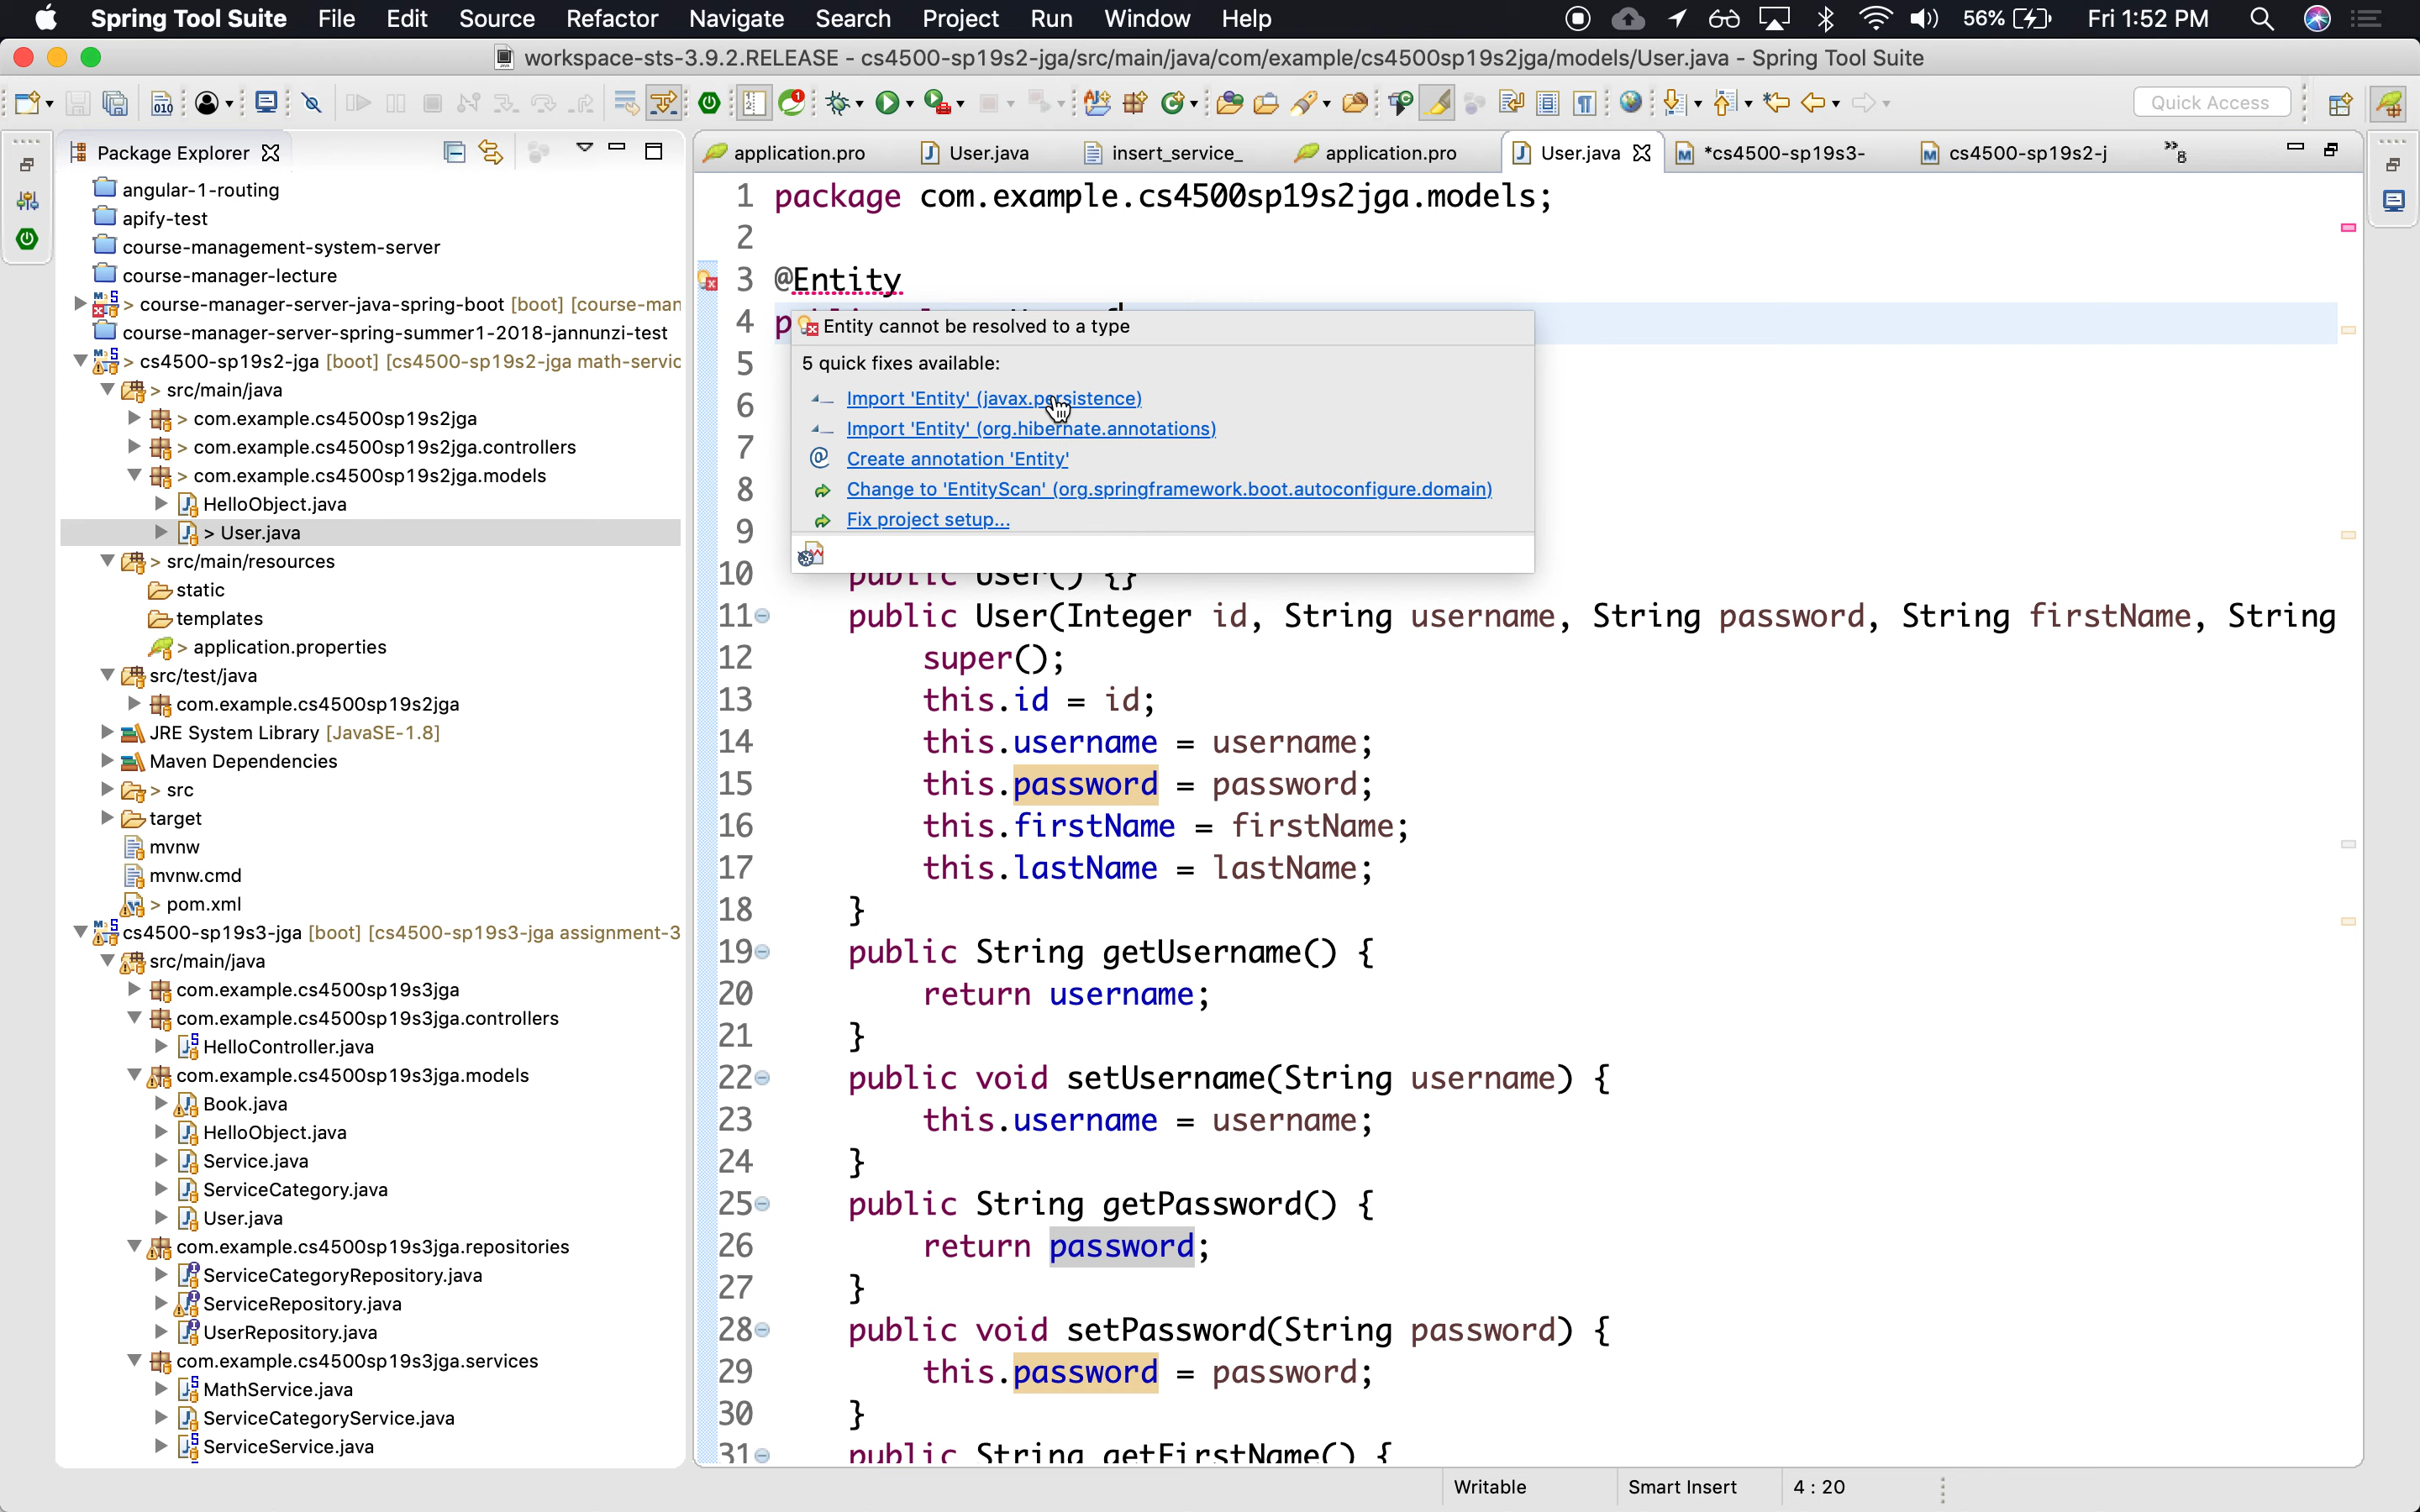 Spring Tool Suite File Edit Source Refactor Navigate Search Project Run Window Help 56% Fri 1:52 PM
workspace-sts-3.9.2.RELEASE - cs4500-sp19s2-jga/src/main/java/com/example/cs4500sp19s2jga/models/User.java - Spring Tool Suite
Quick Access
Package Explorer
angular-1-routing
apify-test
course-management-system-server
course-manager-lecture
> course-manager-server-java-spring-boot [boot] [course-man
course-manager-server-spring-summer1-2018-jannunzi-test
> cs4500-sp19s2-jga [boot] [cs4500-sp19s2-jga math-servic
> src/main/java
> com.example.cs4500sp19s2jga
> com.example.cs4500sp19s2jga.controllers
> com.example.cs4500sp19s2jga.models
HelloObject.java
> User.java
> src/main/resources
static
templates
> application.properties
src/test/java
com.example.cs4500sp19s2jga
JRE System Library [JavaSE-1.8]
Maven Dependencies
> src
target
mvnw
mvnw.cmd
> pom.xml
cs4500-sp19s3-jga [boot] [cs4500-sp19s3-jga assignment-3
src/main/java
com.example.cs4500sp19s3jga
com.example.cs4500sp19s3jga.controllers
HelloController.java
com.example.cs4500sp19s3jga.models
Book.java
HelloObject.java
Service.java
ServiceCategory.java
User.java
com.example.cs4500sp19s3jga.repositories
ServiceCategoryRepository.java
ServiceRepository.java
UserRepository.java
com.example.cs4500sp19s3jga.services
MathService.java
ServiceCategoryService.java
ServiceService.java
application.pro User.java insert_service_ application.pro User.java *cs4500-sp19s3- cs4500-sp19s2-j »8
1 package com.example.cs4500sp19s2jga.models;
2
3 @Entity
4 p
Entity cannot be resolved to a type
5 quick fixes available:
Import 'Entity' (javax.persistence)
Import 'Entity' (org.hibernate.annotations)
Create annotation 'Entity'
Change to 'EntityScan' (org.springframework.boot.autoconfigure.domain)
Fix project setup...
5
6
7
8
9
10 public User() {}
11 public User(Integer id, String username, String password, String firstName, String
12 super();
13 this.id = id;
14 this.username = username;
15 this.password = password;
16 this.firstName = firstName;
17 this.lastName = lastName;
18 }
19 public String getUsername() {
20 return username;
21 }
22 public void setUsername(String username) {
23 this.username = username;
24 }
25 public String getPassword() {
26 return password;
27 }
28 public void setPassword(String password) {
29 this.password = password;
30 }
31 public String getFirstName() {
Writable Smart Insert 4 : 20